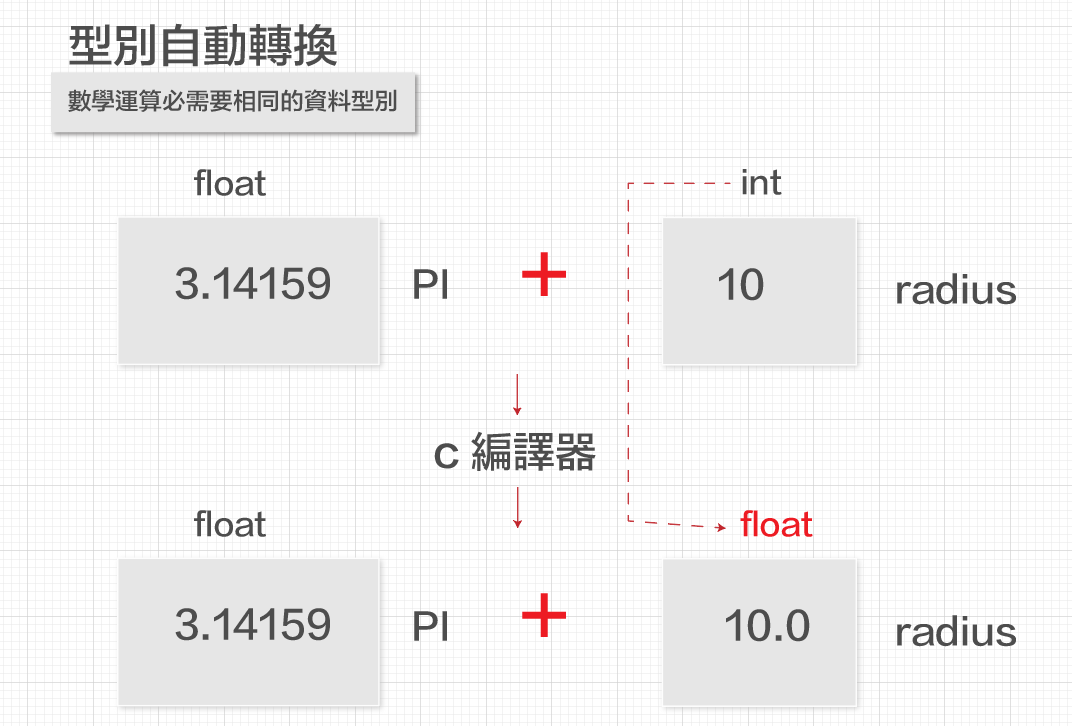 型別自動轉換
數學運算必需要相同的資料型別
float
int
3.14159 PI + 10 radius
c 編譯器
float
float
3.14159 PI + 10.0 radius